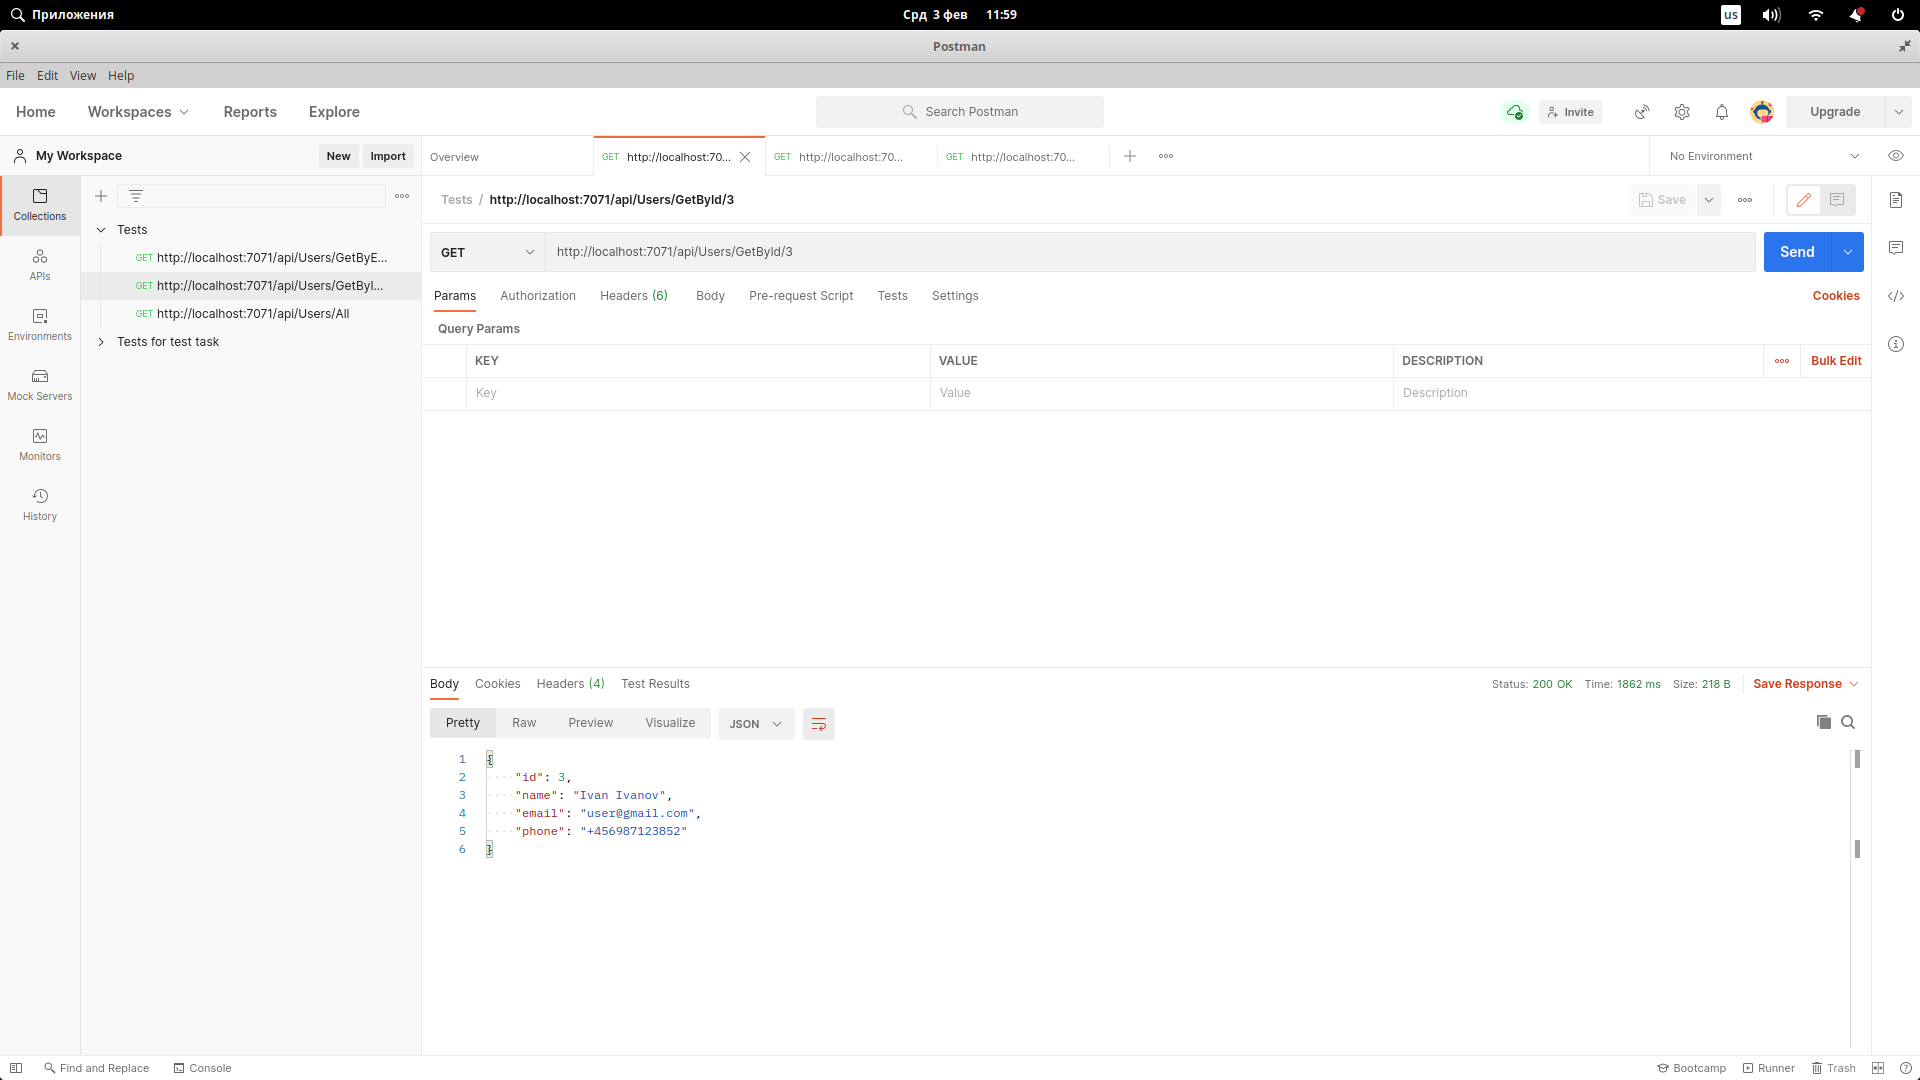 Приложения
Срд 3 фев 11:59
us
Postman
File Edit View Help
Home Workspaces Reports Explore
Search Postman
Invite
Upgrade
My Workspace
New Import
Overview
GET http://localhost:70...
GET http://localhost:70...
GET http://localhost:70...
No Environment
Collections
APIs
Environments
Mock Servers
Monitors
History
Tests
GET http://localhost:7071/api/Users/GetByE...
GET http://localhost:7071/api/Users/GetByI...
GET http://localhost:7071/api/Users/All
Tests for test task
Tests / http://localhost:7071/api/Users/GetById/3
Save
GET http://localhost:7071/api/Users/GetById/3
Send
Params Authorization Headers (6) Body Pre-request Script Tests Settings
Cookies
Query Params
KEY VALUE DESCRIPTION
Bulk Edit
Key Value Description
Body Cookies Headers (4) Test Results
Status: 200 OK Time: 1862 ms Size: 218 B
Save Response
Pretty Raw Preview Visualize JSON
1 {
2 "id": 3,
3 "name": "Ivan Ivanov",
4 "email": "user@gmail.com",
5 "phone": "+456987123852"
6 }
Find and Replace Console
Bootcamp Runner Trash